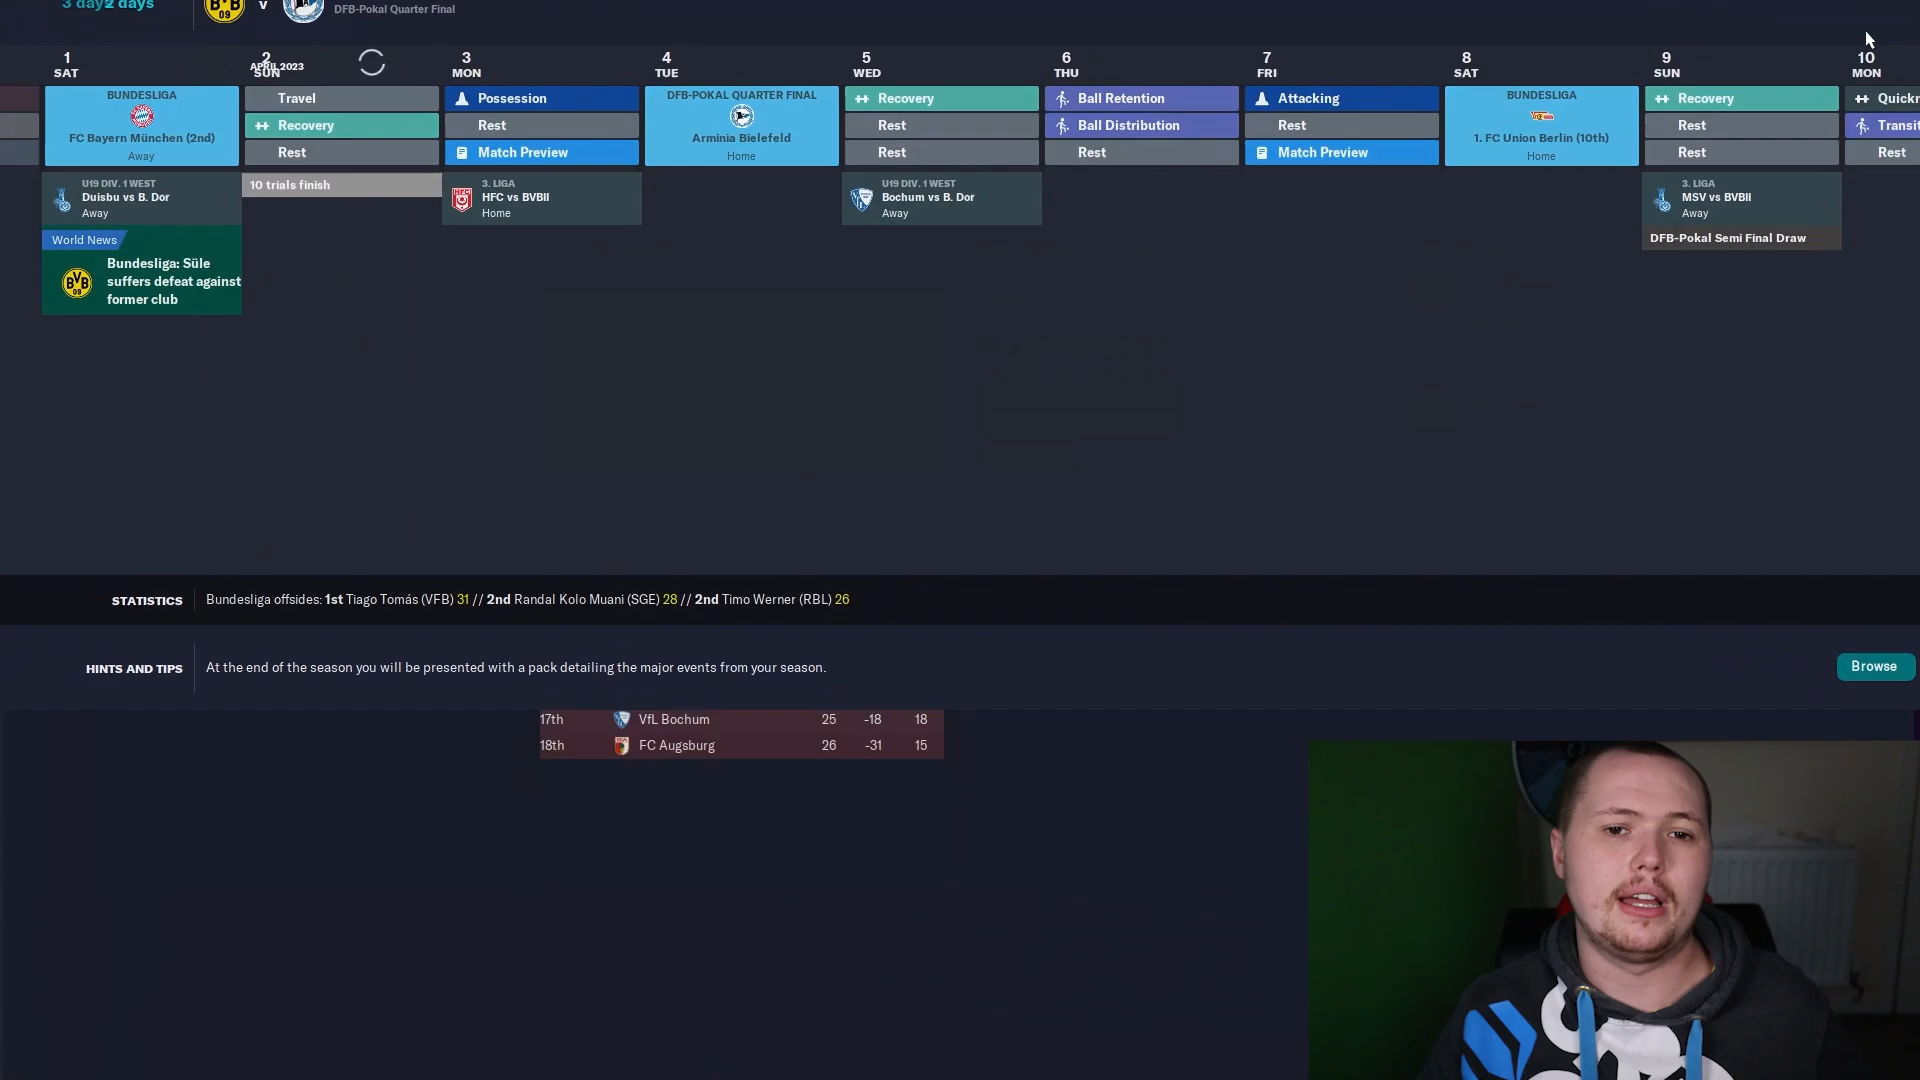 3 days 2 days
v
DFB-Pokal Quarter Final
1
SAT
2
SUN
APRIL 2023
3
MON
4
TUE
5
WED
6
THU
7
FRI
8
SAT
9
SUN
10
MON
BUNDESLIGA
FC Bayern München (2nd)
Away
Travel
Recovery
Rest
Possession
Rest
Match Preview
DFB-POKAL QUARTER FINAL
Arminia Bielefeld
Home
Recovery
Rest
Rest
Ball Retention
Ball Distribution
Rest
Attacking
Rest
Match Preview
BUNDESLIGA
1. FC Union Berlin (10th)
Home
Recovery
Rest
Rest
Quickn
Transit
Rest
U19 DIV. 1 WEST
Duisbu vs B. Dor
Away
10 trials finish
3. LIGA
HFC vs BVBII
Home
U19 DIV. 1 WEST
Bochum vs B. Dor
Away
3. LIGA
MSV vs BVBII
Away
DFB-Pokal Semi Final Draw
World News
BVB 09
Bundesliga: Süle
suffers defeat against
former club
STATISTICS
Bundesliga offsides: 1st Tiago Tomás (VFB) 31 // 2nd Randal Kolo Muani (SGE) 28 // 2nd Timo Werner (RBL) 26
HINTS AND TIPS
At the end of the season you will be presented with a pack detailing the major events from your season.
Browse
17th VfL Bochum 25 -18 18
18th FC Augsburg 26 -31 15